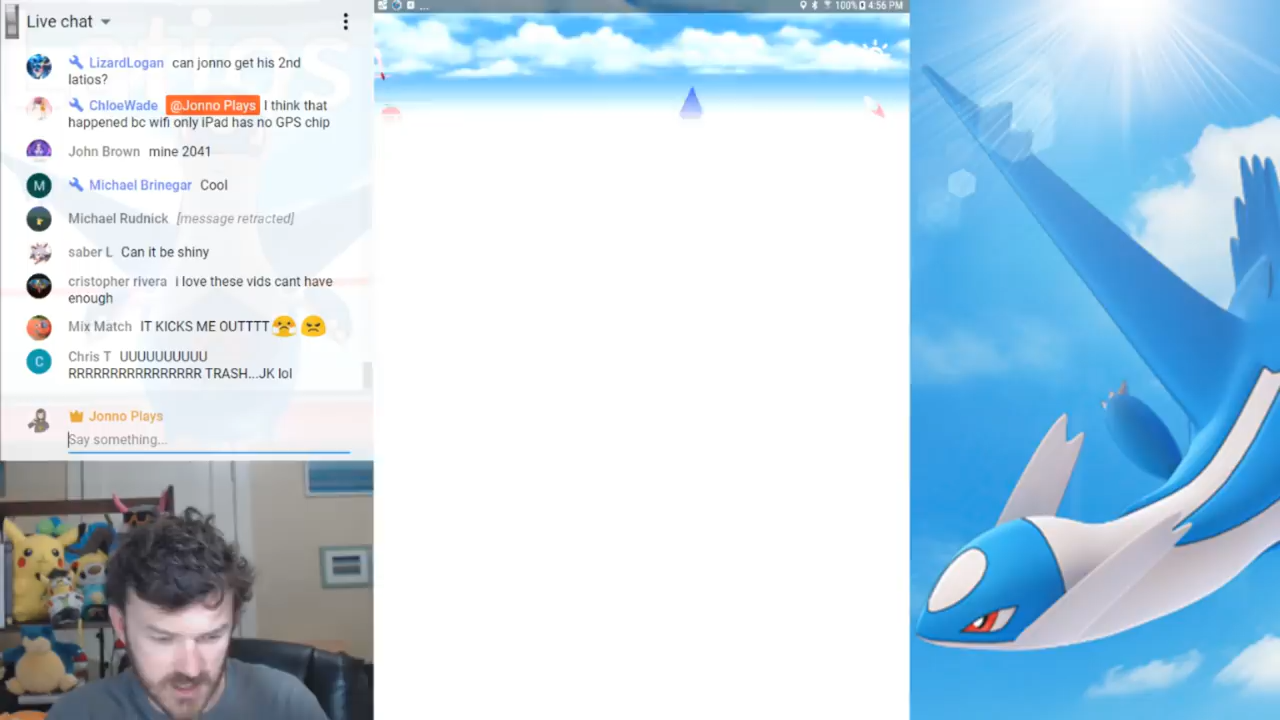 Live chat
4:56 PM
100%
LizardLogan can jonno get his 2nd
latios?
ChloeWade @Jonno Plays I think that
happened bc wifi only iPad has no GPS chip
John Brown mine 2041
M
Michael Brinegar Cool
Michael Rudnick [message retracted]
saber L Can it be shiny
cristopher rivera i love these vids cant have
enough
Mix Match IT KICKS ME OUTTTT
C
Chris T UUUUUUUUUU
RRRRRRRRRRRRRRRR TRASH...JK lol
Jonno Plays
Say something...